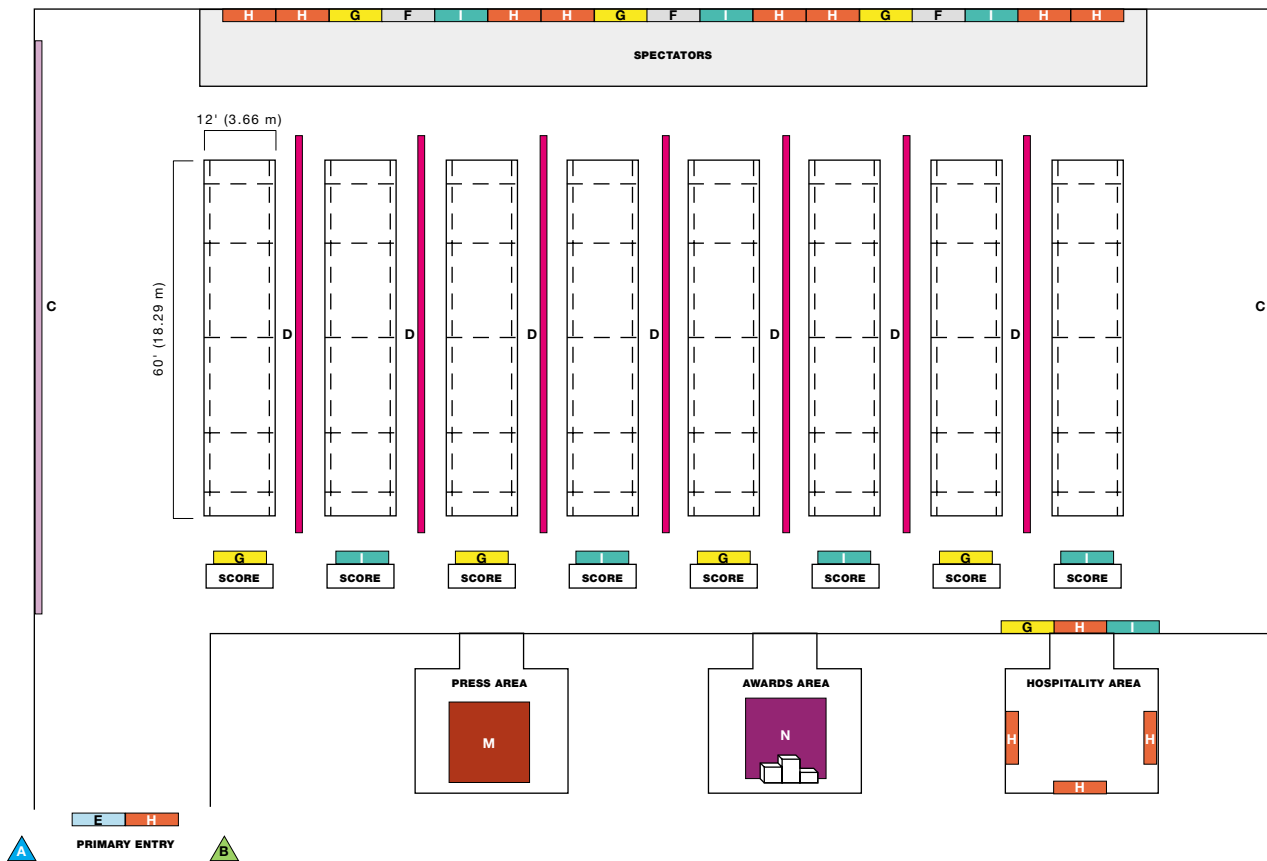 H H G F I H H G F I H H G F I H H
SPECTATORS
12' (3.66 m)
60' (18.29 m)
C
D D D D D D D
C
G I G I G I G I
SCORE SCORE SCORE SCORE SCORE SCORE SCORE SCORE
G H I
PRESS AREA
AWARDS AREA
HOSPITALITY AREA
M
N
H
H
H
E H
PRIMARY ENTRY
A
B